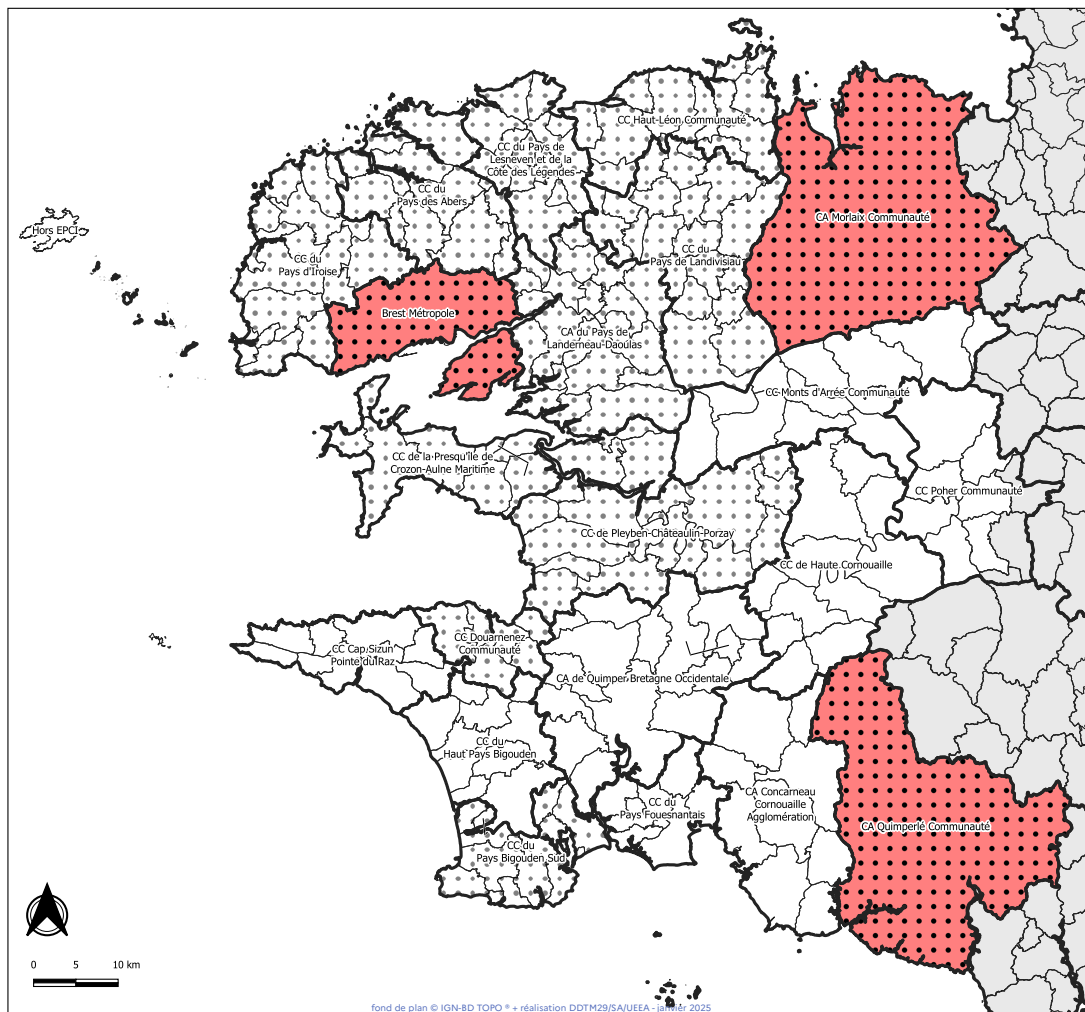 CC Haut-Léon Communauté
CC du Pays de
Lesneven et de la
Côte des Légendes
CC du
Pays des Abers
CA Morlaix Communauté
Hors EPCI
CC du
Pays d'Iroise
CC du
Pays de Landivisiau
Brest Métropole
CA du Pays de
Landerneau-Daoulas
CC Monts d'Arrée Communauté
CC de la Presqu'île de
Crozon-Aulne Maritime
CC Poher Communauté
CC de Pleyben-Châteaulin-Porzay
CC de Haute Cornouaille
CC Douarnenez
Communauté
CC Cap Sizun
Pointe du Raz
CA de Quimper Bretagne Occidentale
CC du
Haut Pays Bigouden
CA Concarneau
Cornouaille
Agglomération
CC du
Pays Fouesnantais
CA Quimperlé Communauté
CC du
Pays Bigouden Sud
0 5 10 km
fond de plan © IGN-BD TOPO ® + réalisation DDTM29/SA/UEEA - janvier 2025